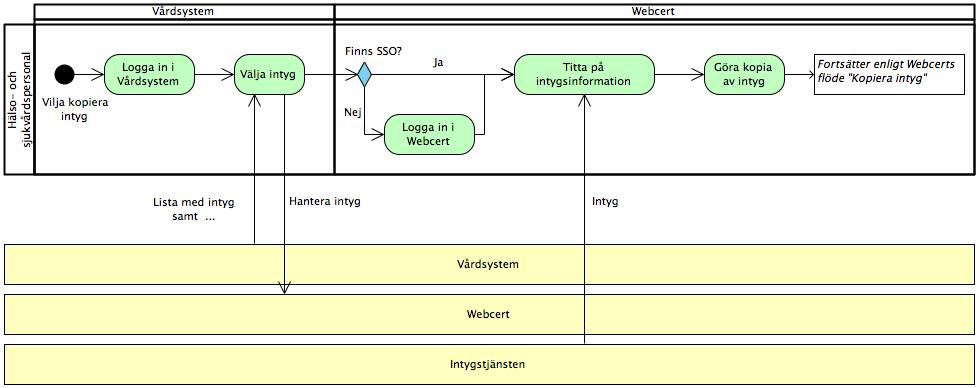 Vårdsystem
Webcert
Hälso- och
sjukvårdspersonal
Vilja kopiera
intyg
Logga in i
Vårdsystem
Välja intyg
Finns SSO?
Ja
Nej
Logga in i
Webcert
Titta på
intygsinformation
Göra kopia
av intyg
Fortsätter enligt Webcerts
flöde "Kopiera intyg"
Lista med intyg
samt ...
Hantera intyg
Intyg
Vårdsystem
Webcert
Intygstjänsten